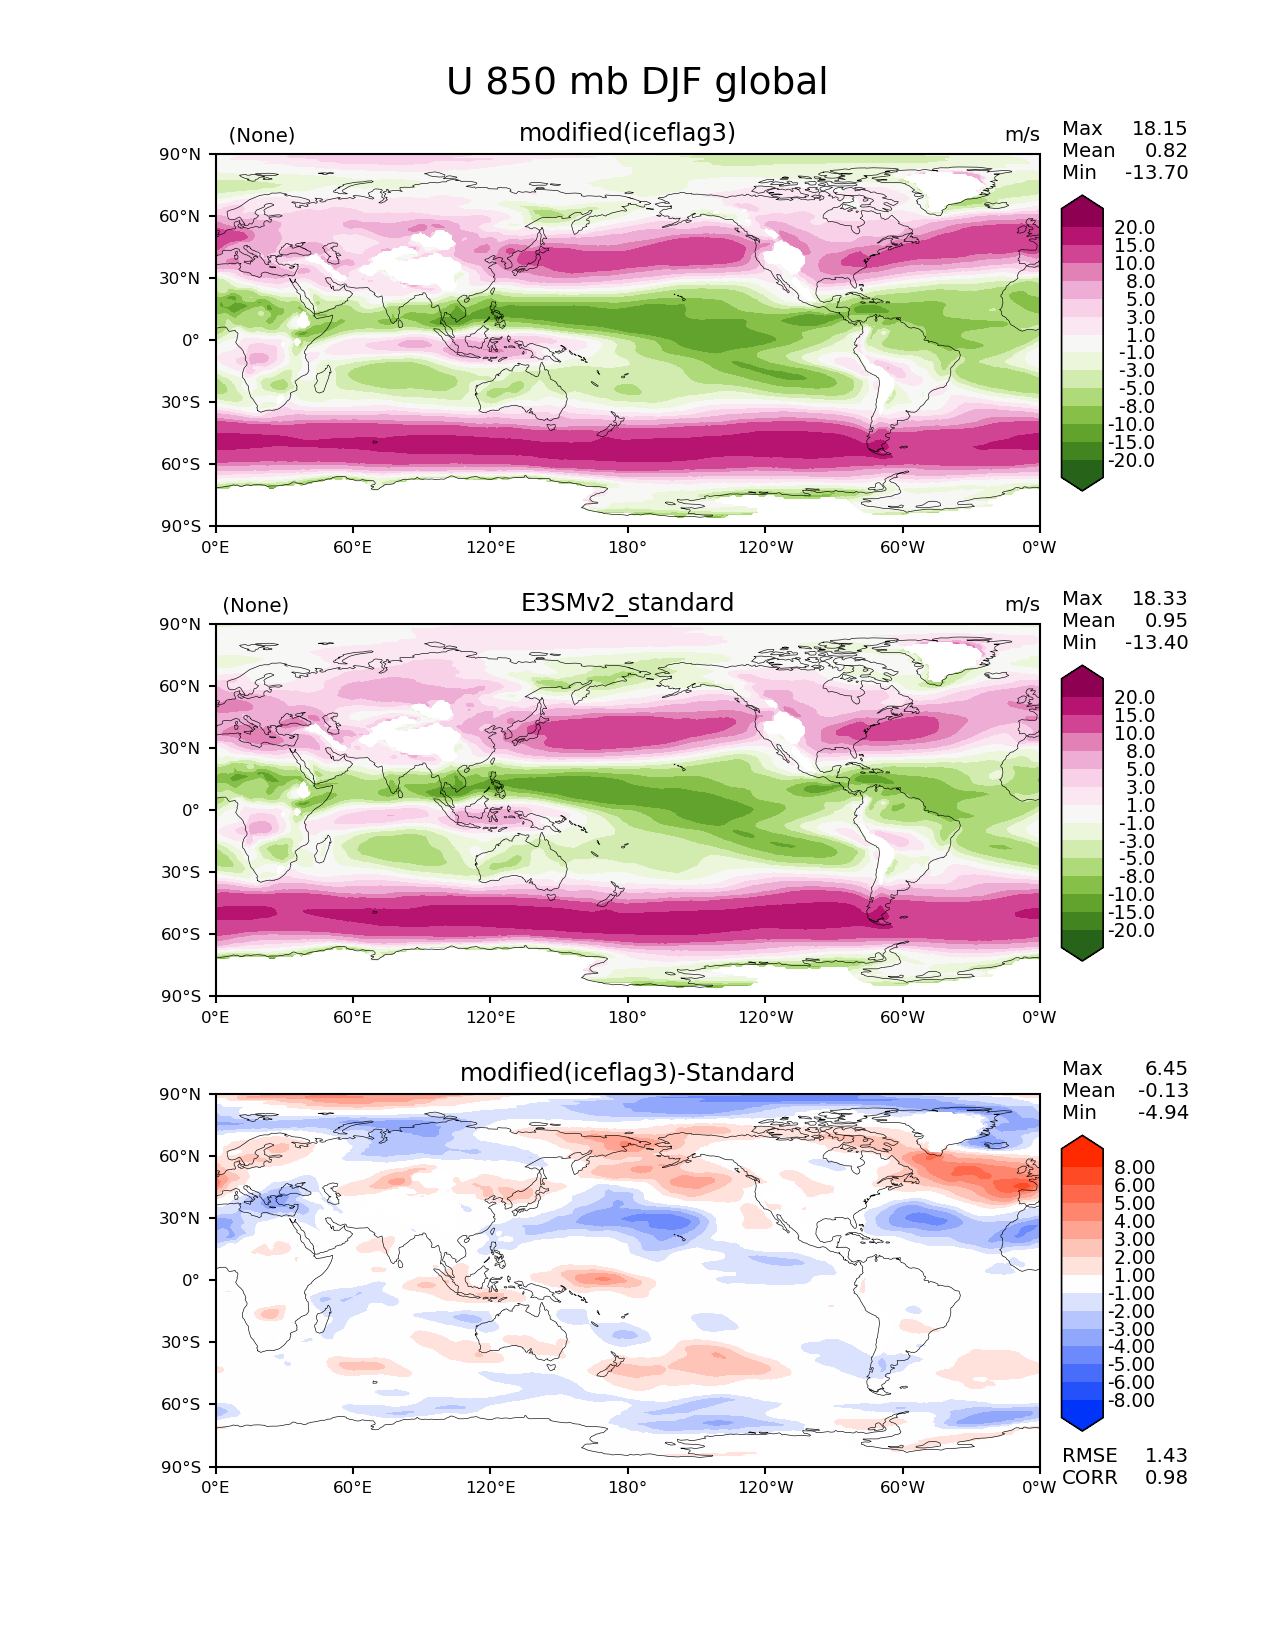 U 850 mb DJF global
(None) modified(iceflag3) m/s
Max 18.15
Mean 0.82
Min -13.70
90°N
60°N
30°N
0°
30°S
60°S
90°S
0°E 60°E 120°E 180° 120°W 60°W 0°W
20.0
15.0
10.0
8.0
5.0
3.0
1.0
-1.0
-3.0
-5.0
-8.0
-10.0
-15.0
-20.0
(None) E3SMv2_standard m/s
Max 18.33
Mean 0.95
Min -13.40
90°N
60°N
30°N
0°
30°S
60°S
90°S
0°E 60°E 120°E 180° 120°W 60°W 0°W
20.0
15.0
10.0
8.0
5.0
3.0
1.0
-1.0
-3.0
-5.0
-8.0
-10.0
-15.0
-20.0
modified(iceflag3)-Standard
Max 6.45
Mean -0.13
Min -4.94
90°N
60°N
30°N
0°
30°S
60°S
90°S
0°E 60°E 120°E 180° 120°W 60°W 0°W
8.00
6.00
5.00
4.00
3.00
2.00
1.00
-1.00
-2.00
-3.00
-4.00
-5.00
-6.00
-8.00
RMSE 1.43
CORR 0.98